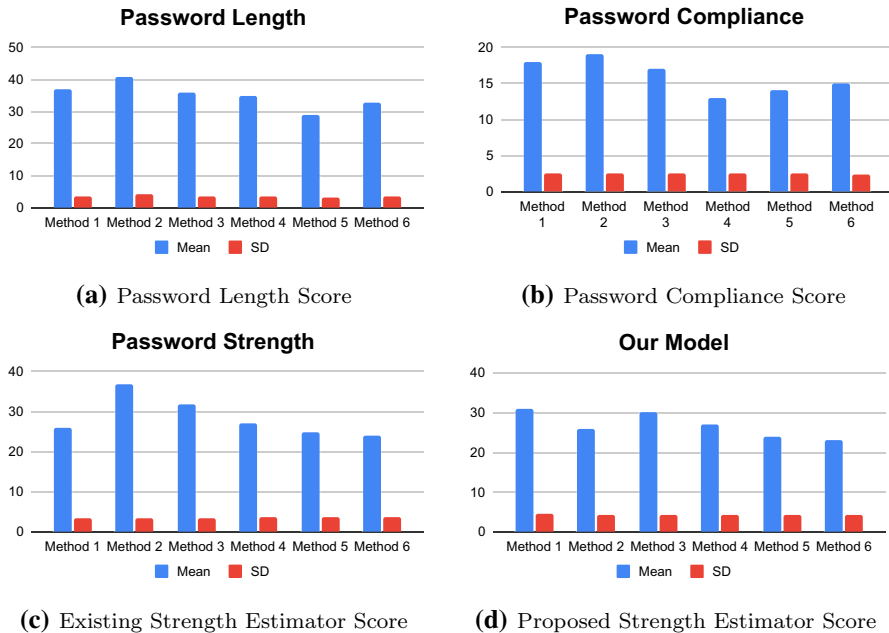 Password Length
50
40
30
20
10
0
Method 1 Method 2 Method 3 Method 4 Method 5 Method 6
Mean SD
(a) Password Length Score
Password Compliance
20
15
10
5
0
Method Method Method Method Method Method
1 2 3 4 5 6
Mean SD
(b) Password Compliance Score
Password Strength
40
30
20
10
0
Method 1 Method 2 Method 3 Method 4 Method 5 Method 6
Mean SD
(c) Existing Strength Estimator Score
Our Model
40
30
20
10
0
Method 1 Method 2 Method 3 Method 4 Method 5 Method 6
Mean SD
(d) Proposed Strength Estimator Score